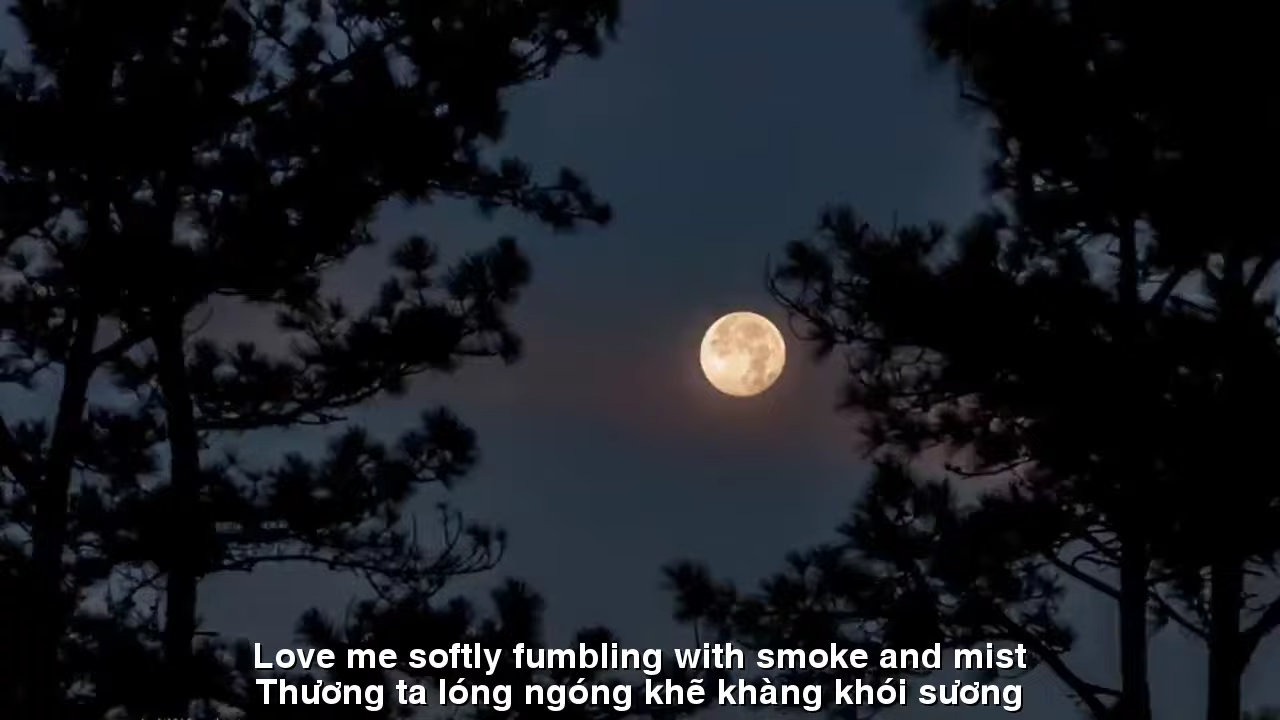 Love me softly fumbling with smoke and mist
Thương ta lóng ngóng khẽ khàng khói sương